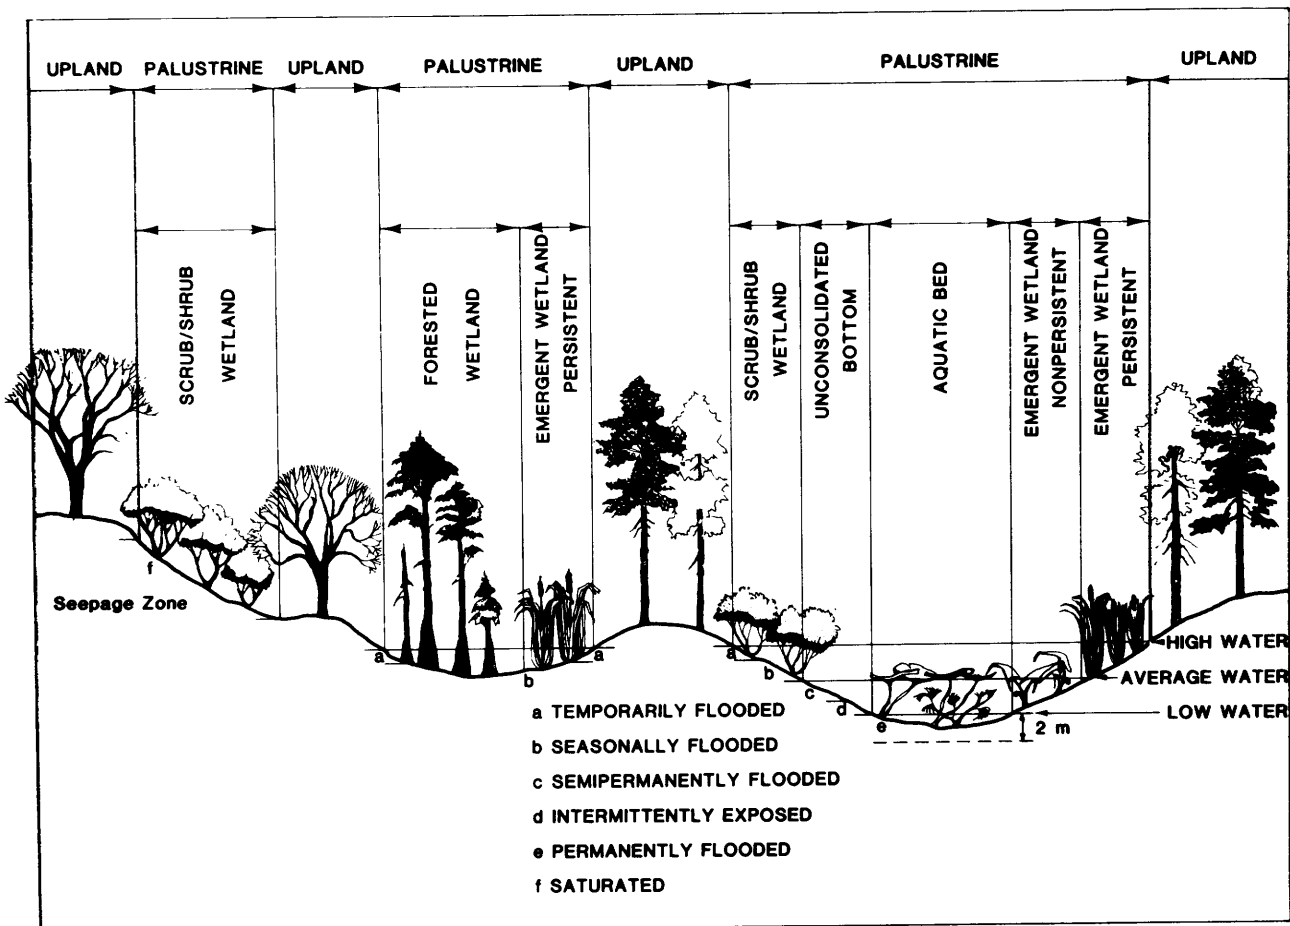 UPLAND
PALUSTRINE
UPLAND
PALUSTRINE
UPLAND
PALUSTRINE
UPLAND
SCRUB/SHRUB
WETLAND
FORESTED
WETLAND
EMERGENT WETLAND
PERSISTENT
SCRUB/SHRUB
WETLAND
UNCONSOLIDATED
BOTTOM
AQUATIC BED
EMERGENT WETLAND
NONPERSISTENT
EMERGENT WETLAND
PERSISTENT
f
Seepage Zone
a
b
a
a
b
c
d
e
HIGH WATER
AVERAGE WATER
LOW WATER
2 m
a TEMPORARILY FLOODED
b SEASONALLY FLOODED
c SEMIPERMANENTLY FLOODED
d INTERMITTENTLY EXPOSED
e PERMANENTLY FLOODED
f SATURATED